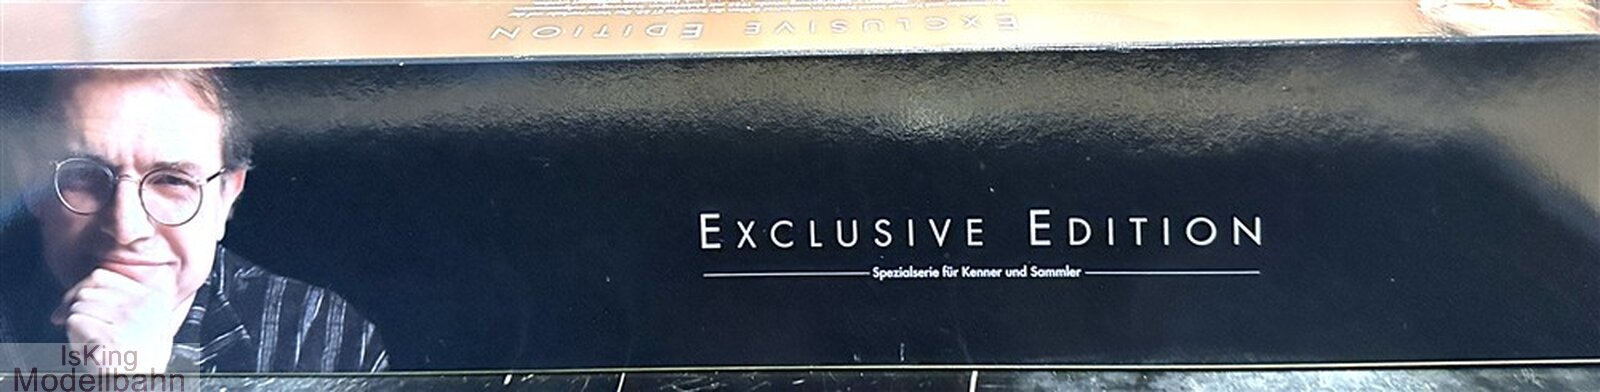 EXCLUSIVE EDITION
EXCLUSIVE EDITION
Spezialserie für Kenner und Sammler
IsKing
Modellbahn